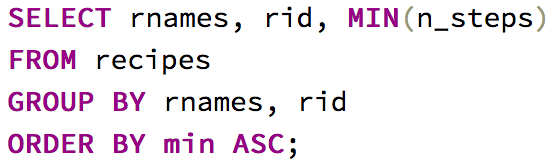 SELECT rnames, rid, MIN(n_steps)
FROM recipes
GROUP BY rnames, rid
ORDER BY min ASC;